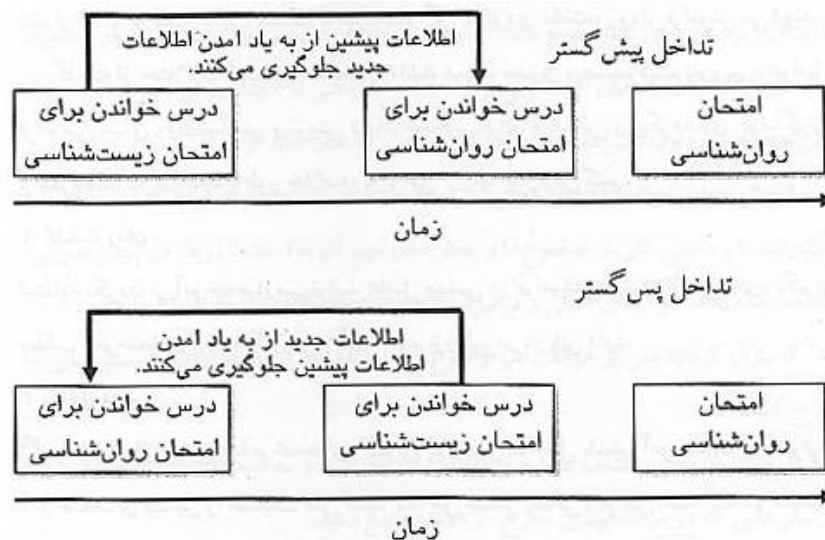 تداخل پیش گستر
اطلاعات پیشین از به یاد امدن اطلاعات
جدید جلوگیری می‌کنند
درس خواندن برای
امتحان زیست‌شناسی
درس خواندن برای
امتحان روان‌شناسی
امتحان
روان‌شناسی
زمان
تداخل پس گستر
اطلاعات جدید از به یاد امدن
اطلاعات پیشین جلوگیری می‌کنند.
درس خواندن برای
امتحان روان‌شناسی
درس خواندن برای
امتحان زیست‌شناسی
امتحان
روان‌شناسی
زمان